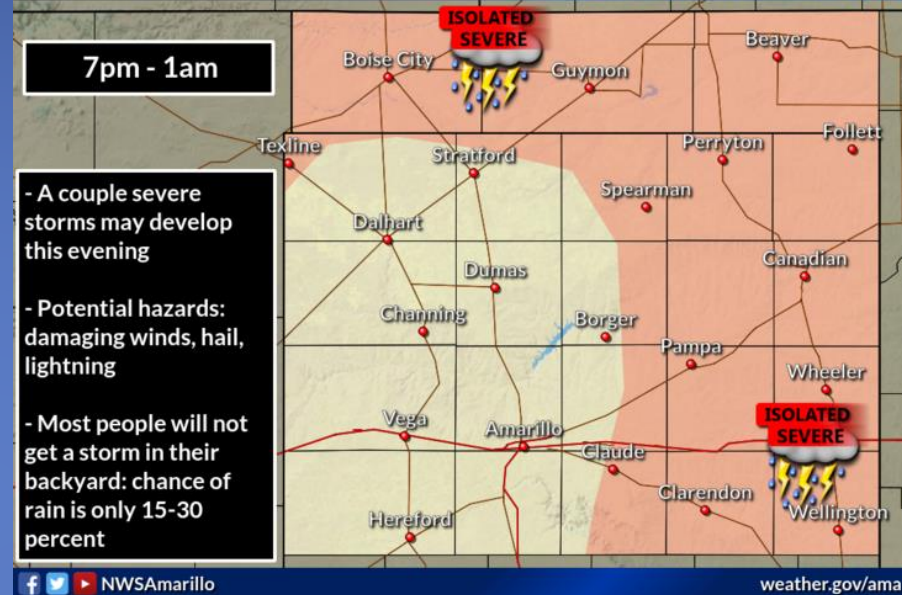 ISOLATED
SEVERE
7pm - 1am
Boise City
Guymon
Beaver
Texline
Stratford
Perryton
Follett
- A couple severe
storms may develop
this evening
Spearman
Dalhart
Dumas
Canadian
- Potential hazards:
damaging winds, hail,
lightning
Channing
Borger
Pampa
Wheeler
- Most people will not
get a storm in their
backyard: chance of
rain is only 15-30
percent
Vega
Amarillo
ISOLATED
SEVERE
Claude
Clarendon
Wellington
Hereford
NWSAmarillo
weather.gov/ama